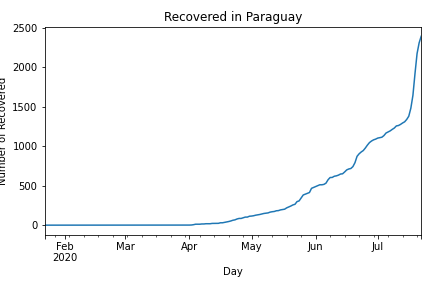 Recovered in Paraguay
2500
2000
1500
1000
500
0
Number of Recovered
Feb
2020
Mar
Apr
May
Jun
Jul
Day